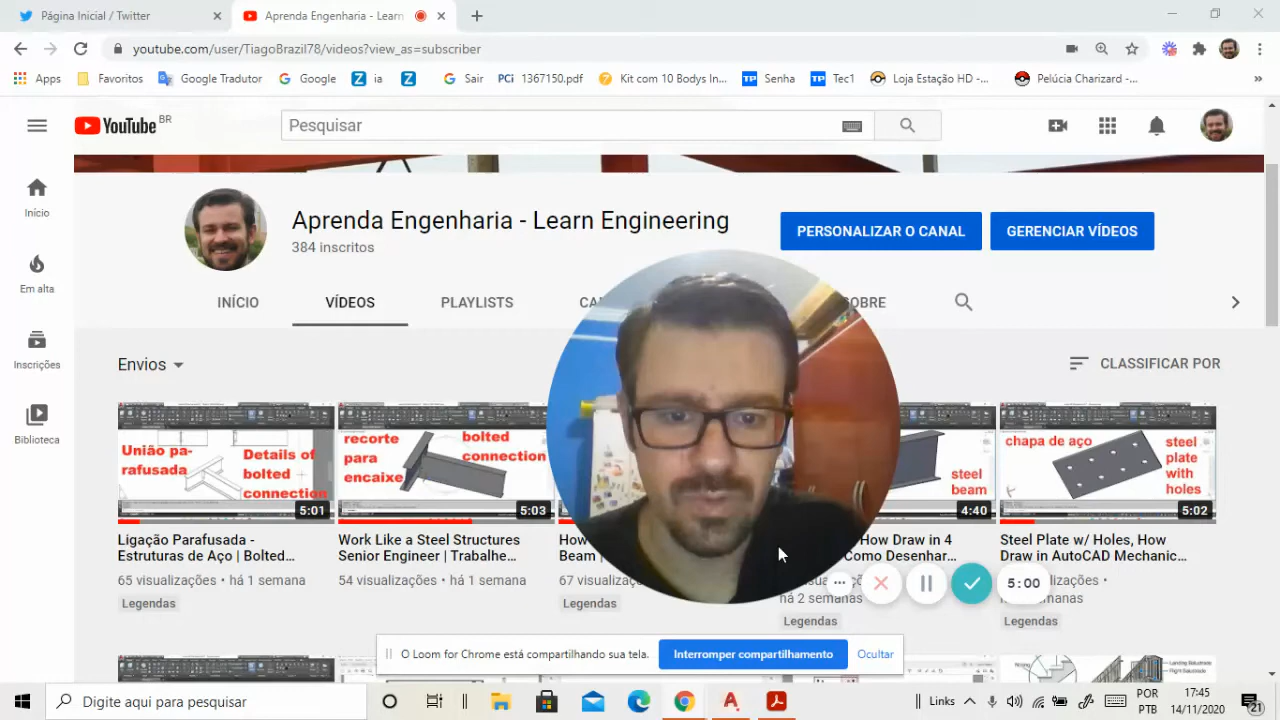 Página Inicial / Twitter
Aprenda Engenharia - Learn
youtube.com/user/TiagoBrazil78/videos?view_as=subscriber
Apps Favoritos Google Tradutor Google ia Sair 1367150.pdf Kit com 10 Bodys In... Senha Tec1 Loja Estação HD -... Pelúcia Charizard -... »
YouTube BR
Pesquisar
Início
Em alta
Inscrições
Biblioteca
Aprenda Engenharia - Learn Engineering
384 inscritos
PERSONALIZAR O CANAL
GERENCIAR VÍDEOS
INÍCIO VÍDEOS PLAYLISTS CA SOBRE
Envios
CLASSIFICAR POR
União pa-
rafusada
Details of
bolted
connection
5:01
recorte
para
encaixe
bolted
connection
5:03
steel
beam
4:40
chapa de aço
steel
plate
with
holes
5:02
Ligação Parafusada -
Estruturas de Aço | Bolted...
65 visualizações • há 1 semana
Legendas
Work Like a Steel Structures
Senior Engineer | Trabalhe...
54 visualizações • há 1 semana
Legendas
How
Beam |
67 visualiza
Legendas
How Draw in 4
Como Desenhar...
há 2 semanas
Legendas
Steel Plate w/ Holes, How
Draw in AutoCAD Mechanic...
Legendas
5:00
O Loom for Chrome está compartilhando sua tela.
Interromper compartilhamento
Ocultar
Digite aqui para pesquisar
Links
POR
PTB
17:45
14/11/2020
21